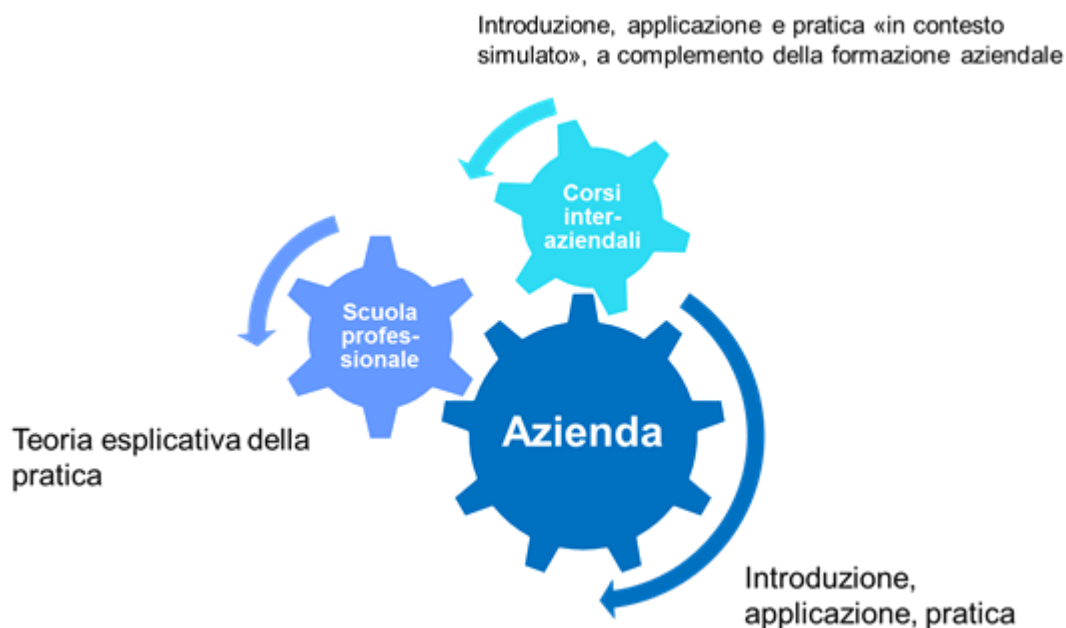 Introduzione, applicazione e pratica «in contesto
simulato», a complemento della formazione aziendale
Corsi
inter-
aziendali
Scuola
profes-
sionale
Azienda
Teoria esplicativa della
pratica
Introduzione,
applicazione, pratica